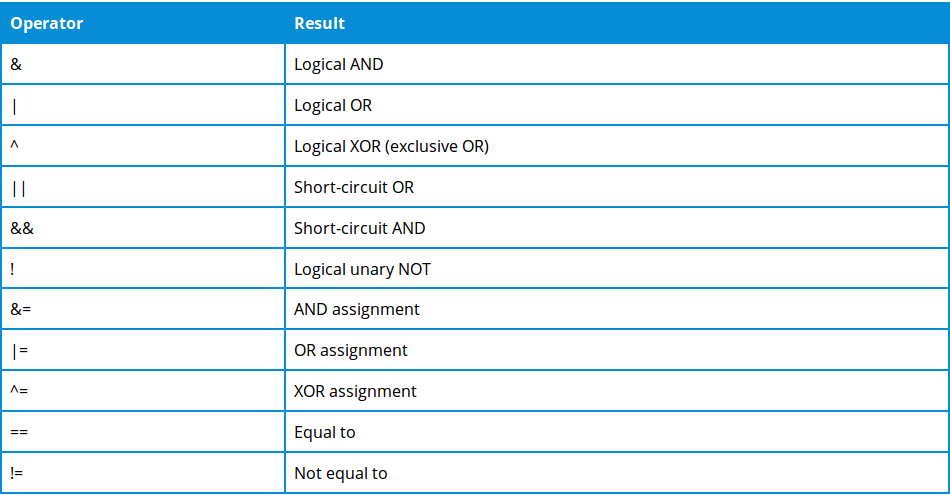 Operator Result
& Logical AND
| Logical OR
^ Logical XOR (exclusive OR)
|| Short-circuit OR
&& Short-circuit AND
! Logical unary NOT
&= AND assignment
|= OR assignment
^= XOR assignment
== Equal to
!= Not equal to